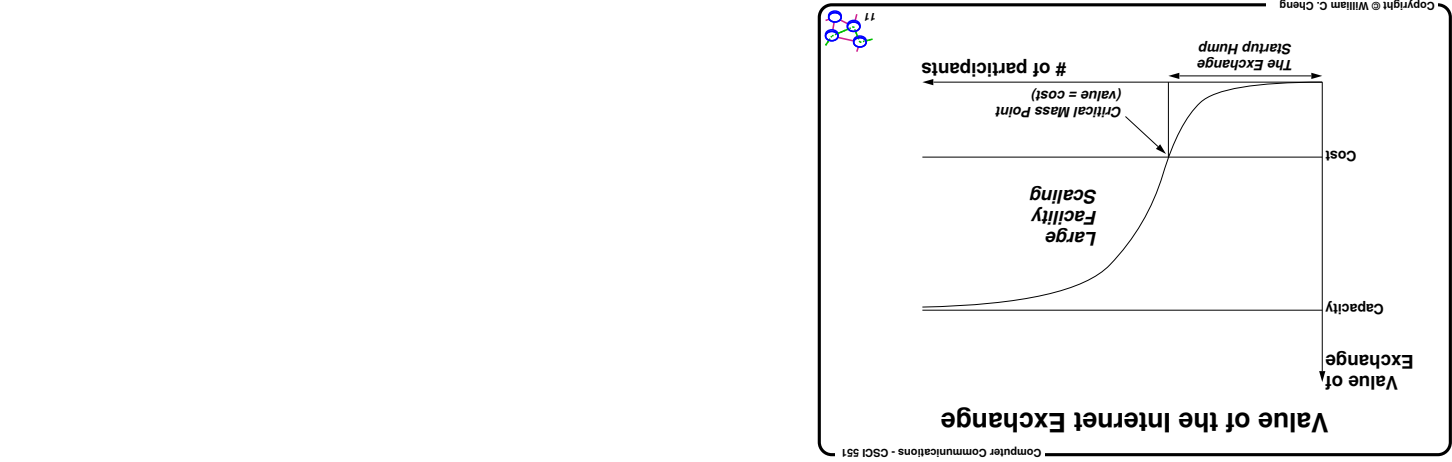 Computer Communications - CSCI 551
Value of the Internet Exchange
Value of
Exchange
Capacity
Large
Facility
Scaling
Cost
Critical Mass Point
(value = cost)
# of participants
The Exchange
Startup Hump
11
Copyright © William C. Cheng